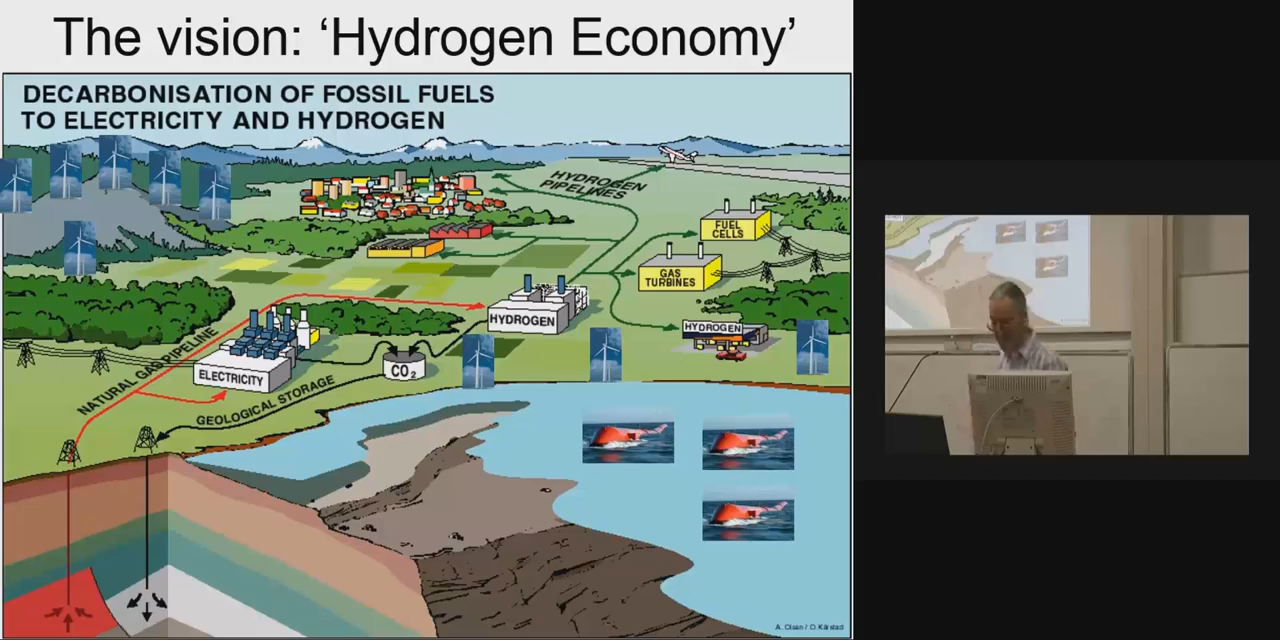 The vision: ‘Hydrogen Economy’
DECARBONISATION OF FOSSIL FUELS
TO ELECTRICITY AND HYDROGEN
HYDROGEN
PIPELINES
FUEL
CELLS
GAS
TURBINES
HYDROGEN
HYDROGEN
NATURAL GAS PIPELINE
ELECTRICITY
CO2
GEOLOGICAL STORAGE
A. Olsen / O. Kårstad